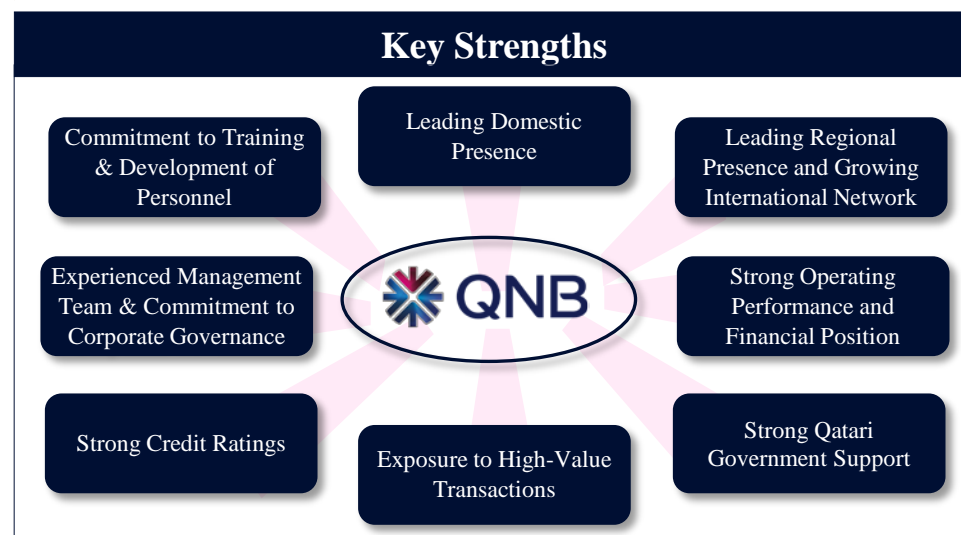 Key Strengths
Leading Domestic
Presence
Commitment to Training
& Development of
Personnel
Leading Regional
Presence and Growing
International Network
Experienced Management
Team & Commitment to
Corporate Governance
QNB
Strong Operating
Performance and
Financial Position
Strong Credit Ratings
Exposure to High-Value
Transactions
Strong Qatari
Government Support